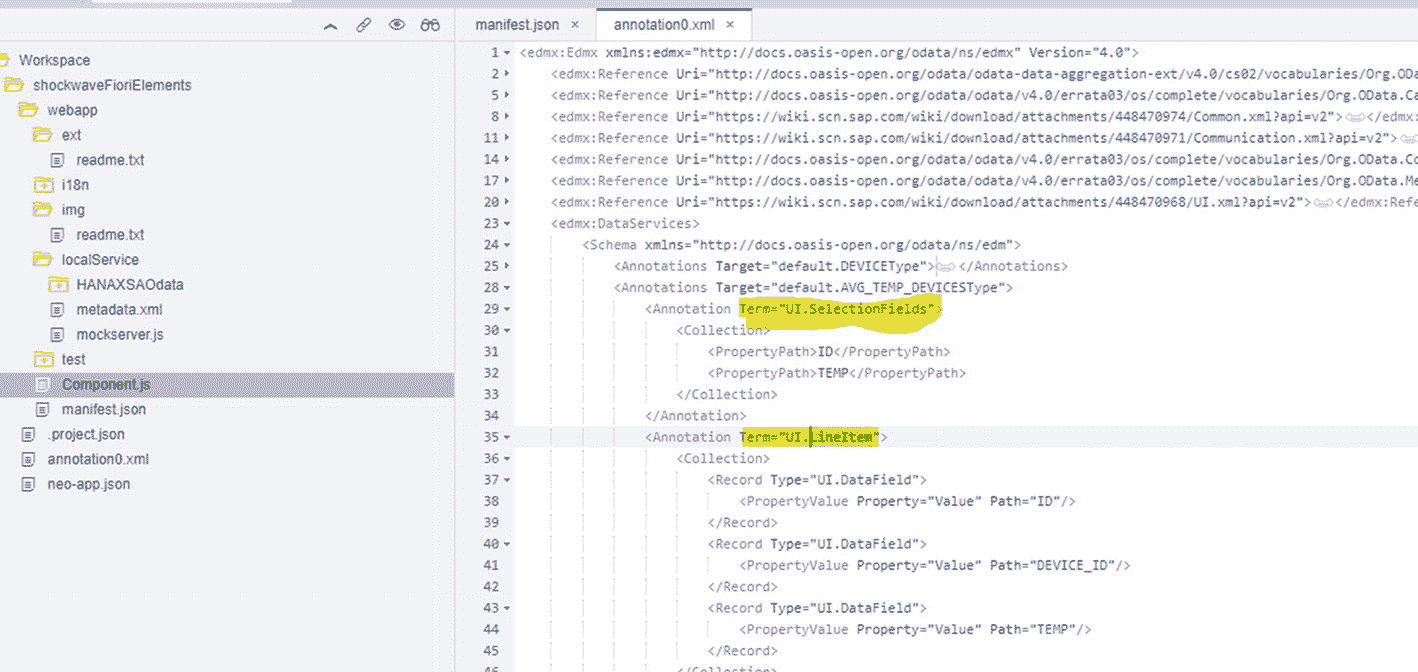 Workspace
shockwaveFioriElements
webapp
ext
readme.txt
i18n
img
readme.txt
localService
HANAXSAOdata
metadata.xml
mockserver.js
test
Component.js
manifest.json
.project.json
annotation0.xml
neo-app.json
manifest.json × annotation0.xml ×
1 <edmx:Edmx xmlns:edmx="http://docs.oasis-open.org/odata/ns/edmx" Version="4.0">
2 <edmx:Reference Uri="http://docs.oasis-open.org/odata/odata-data-aggregation-ext/v4.0/cs02/vocabularies/Org.ODa
5 <edmx:Reference Uri="http://docs.oasis-open.org/odata/odata/v4.0/errata03/os/complete/vocabularies/Org.OData.Ca
8 <edmx:Reference Uri="https://wiki.scn.sap.com/wiki/download/attachments/448470974/Common.xml?api=v2"></edmx:
11 <edmx:Reference Uri="https://wiki.scn.sap.com/wiki/download/attachments/448470971/Communication.xml?api=v2">
14 <edmx:Reference Uri="http://docs.oasis-open.org/odata/odata/v4.0/errata03/os/complete/vocabularies/Org.OData.Co
17 <edmx:Reference Uri="http://docs.oasis-open.org/odata/odata/v4.0/errata03/os/complete/vocabularies/Org.OData.Me
20 <edmx:Reference Uri="https://wiki.scn.sap.com/wiki/download/attachments/448470968/UI.xml?api=v2"></edmx:Refe
23 <edmx:DataServices>
24 <Schema xmlns="http://docs.oasis-open.org/odata/ns/edm">
25 <Annotations Target="default.DEVICEType"></Annotations>
28 <Annotations Target="default.AVG_TEMP_DEVICESType">
29 <Annotation Term="UI.SelectionFields">
30 <Collection>
31 <PropertyPath>ID</PropertyPath>
32 <PropertyPath>TEMP</PropertyPath>
33 </Collection>
34 </Annotation>
35 <Annotation Term="UI.LineItem">
36 <Collection>
37 <Record Type="UI.DataField">
38 <PropertyValue Property="Value" Path="ID"/>
39 </Record>
40 <Record Type="UI.DataField">
41 <PropertyValue Property="Value" Path="DEVICE_ID"/>
42 </Record>
43 <Record Type="UI.DataField">
44 <PropertyValue Property="Value" Path="TEMP"/>
45 </Record>
46 </Collection>